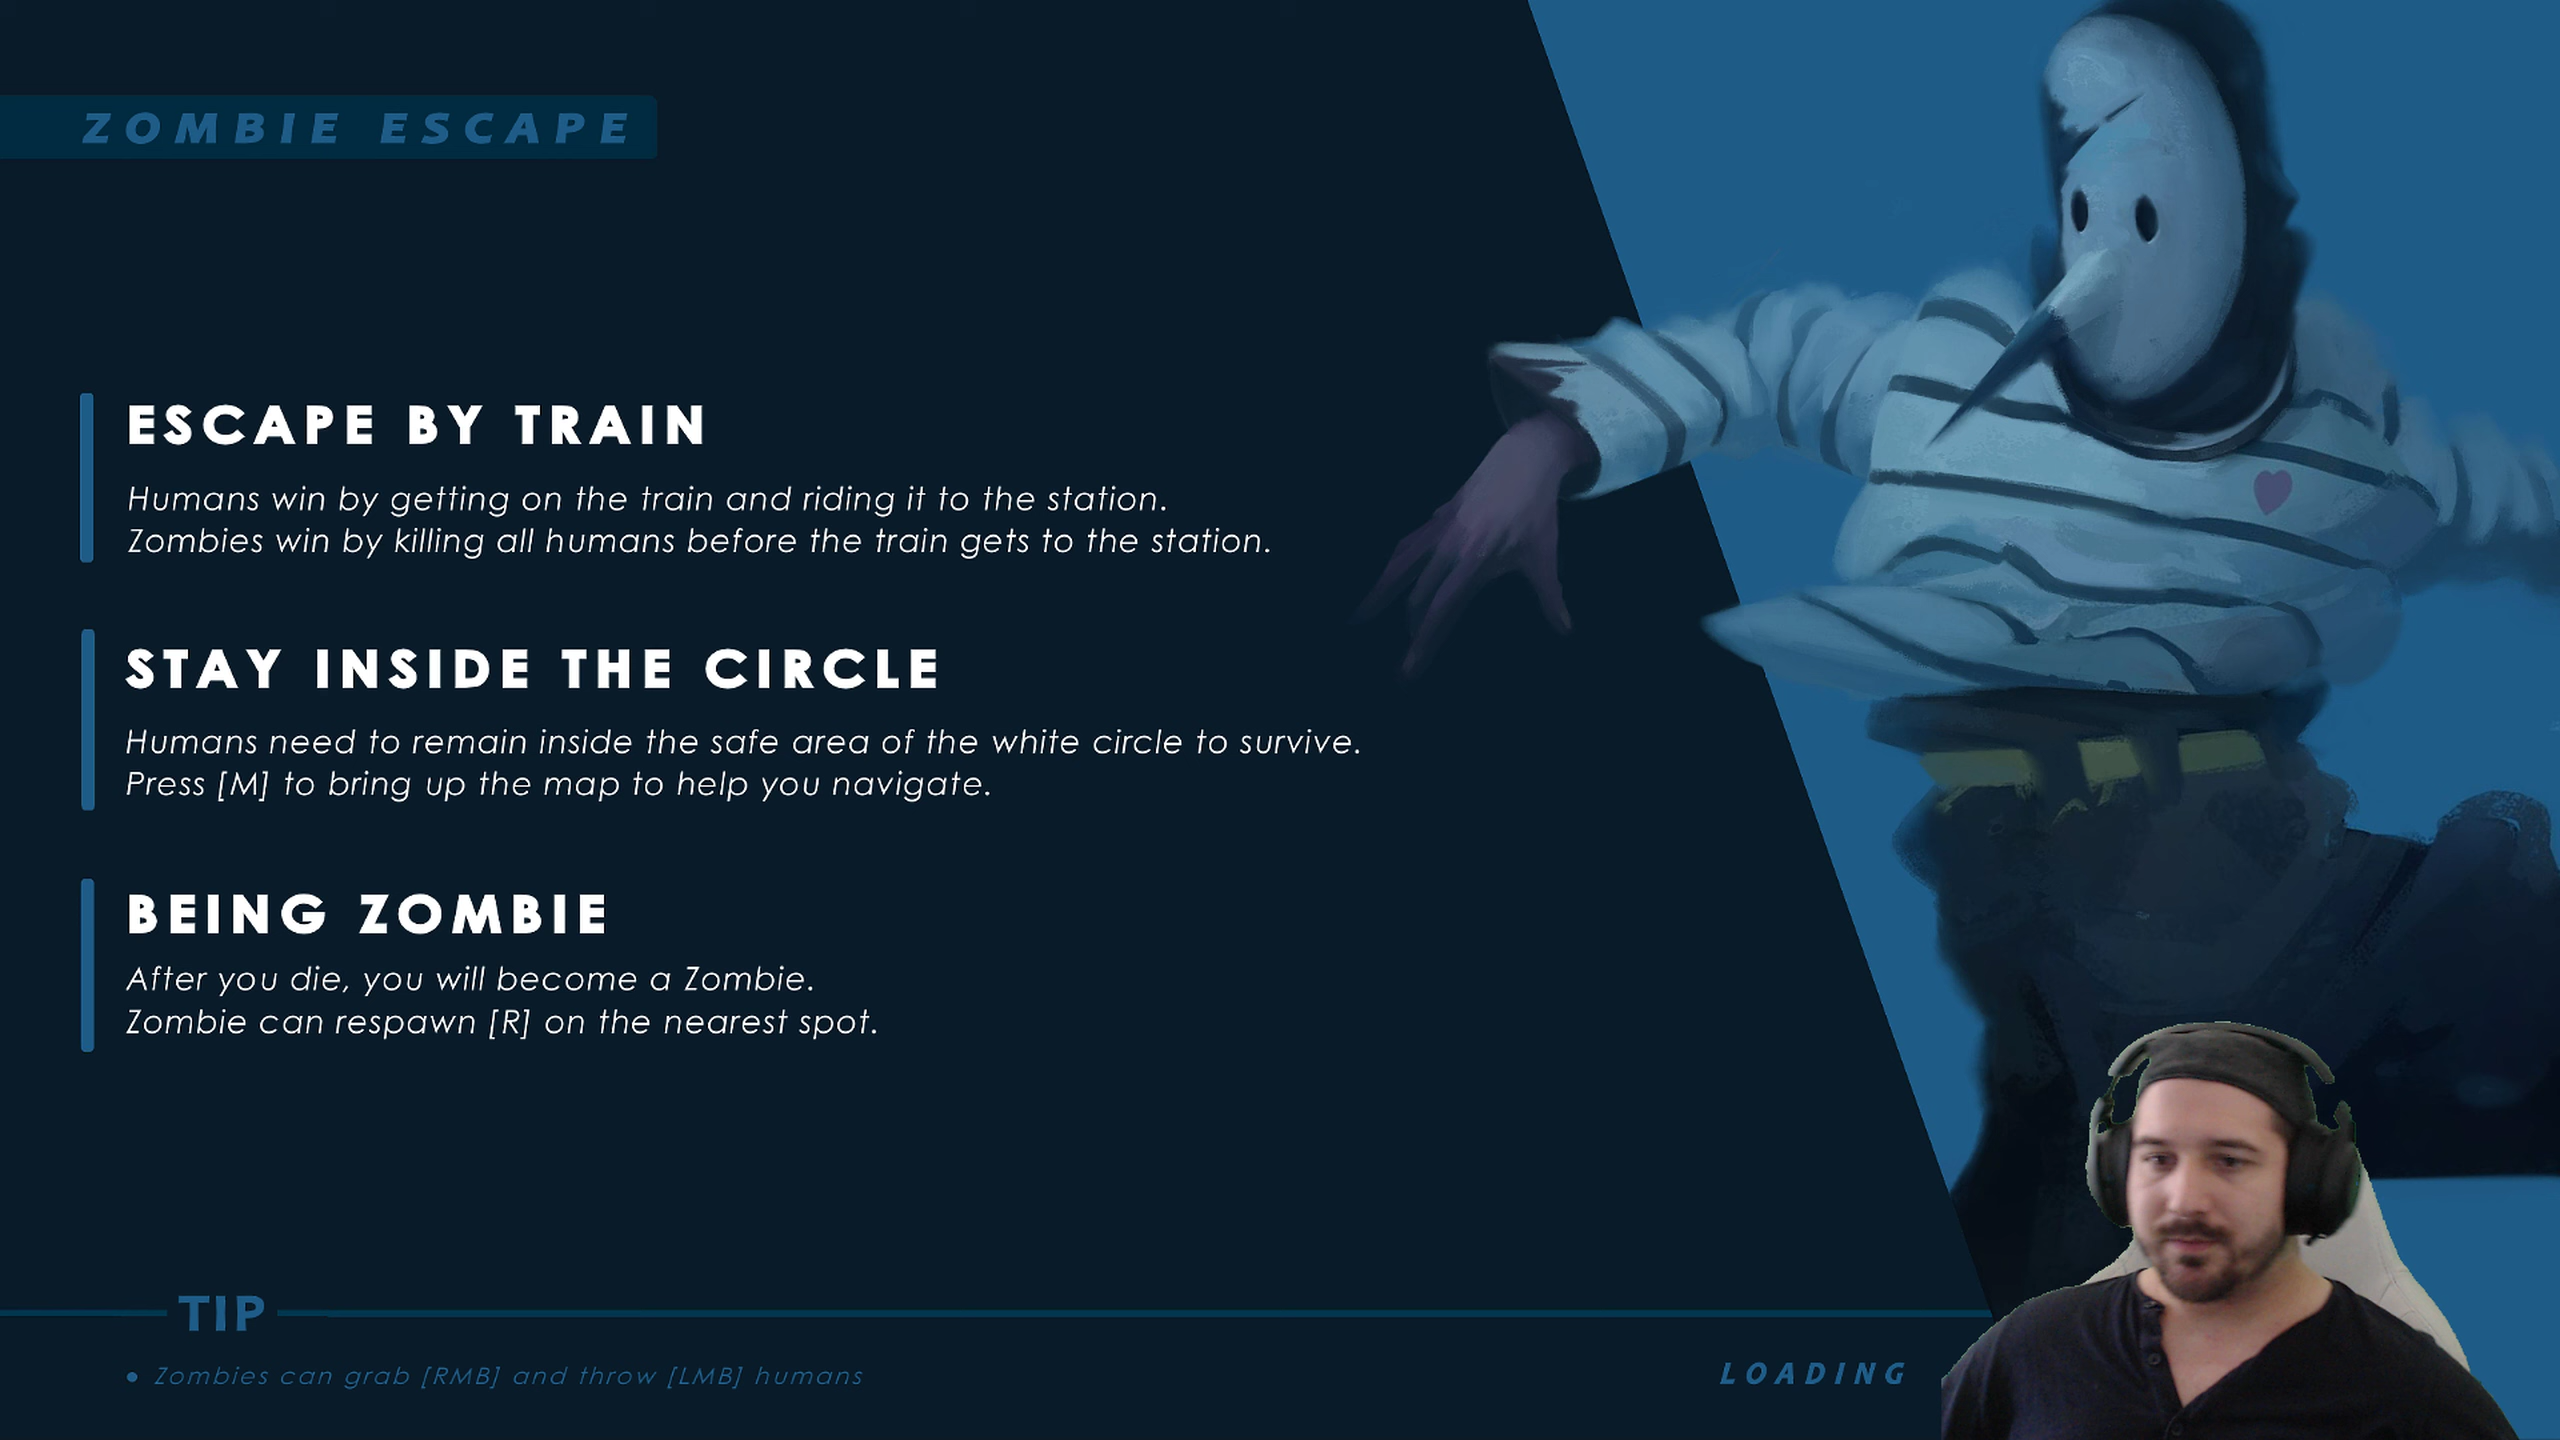 ZOMBIE ESCAPE
ESCAPE BY TRAIN
Humans win by getting on the train and riding it to the station.
Zombies win by killing all humans before the train gets to the station.
STAY INSIDE THE CIRCLE
Humans need to remain inside the safe area of the white circle to survive.
Press [M] to bring up the map to help you navigate.
BEING ZOMBIE
After you die, you will become a Zombie.
Zombie can respawn [R] on the nearest spot.
TIP
• Zombies can grab [RMB] and throw [LMB] humans
LOADING